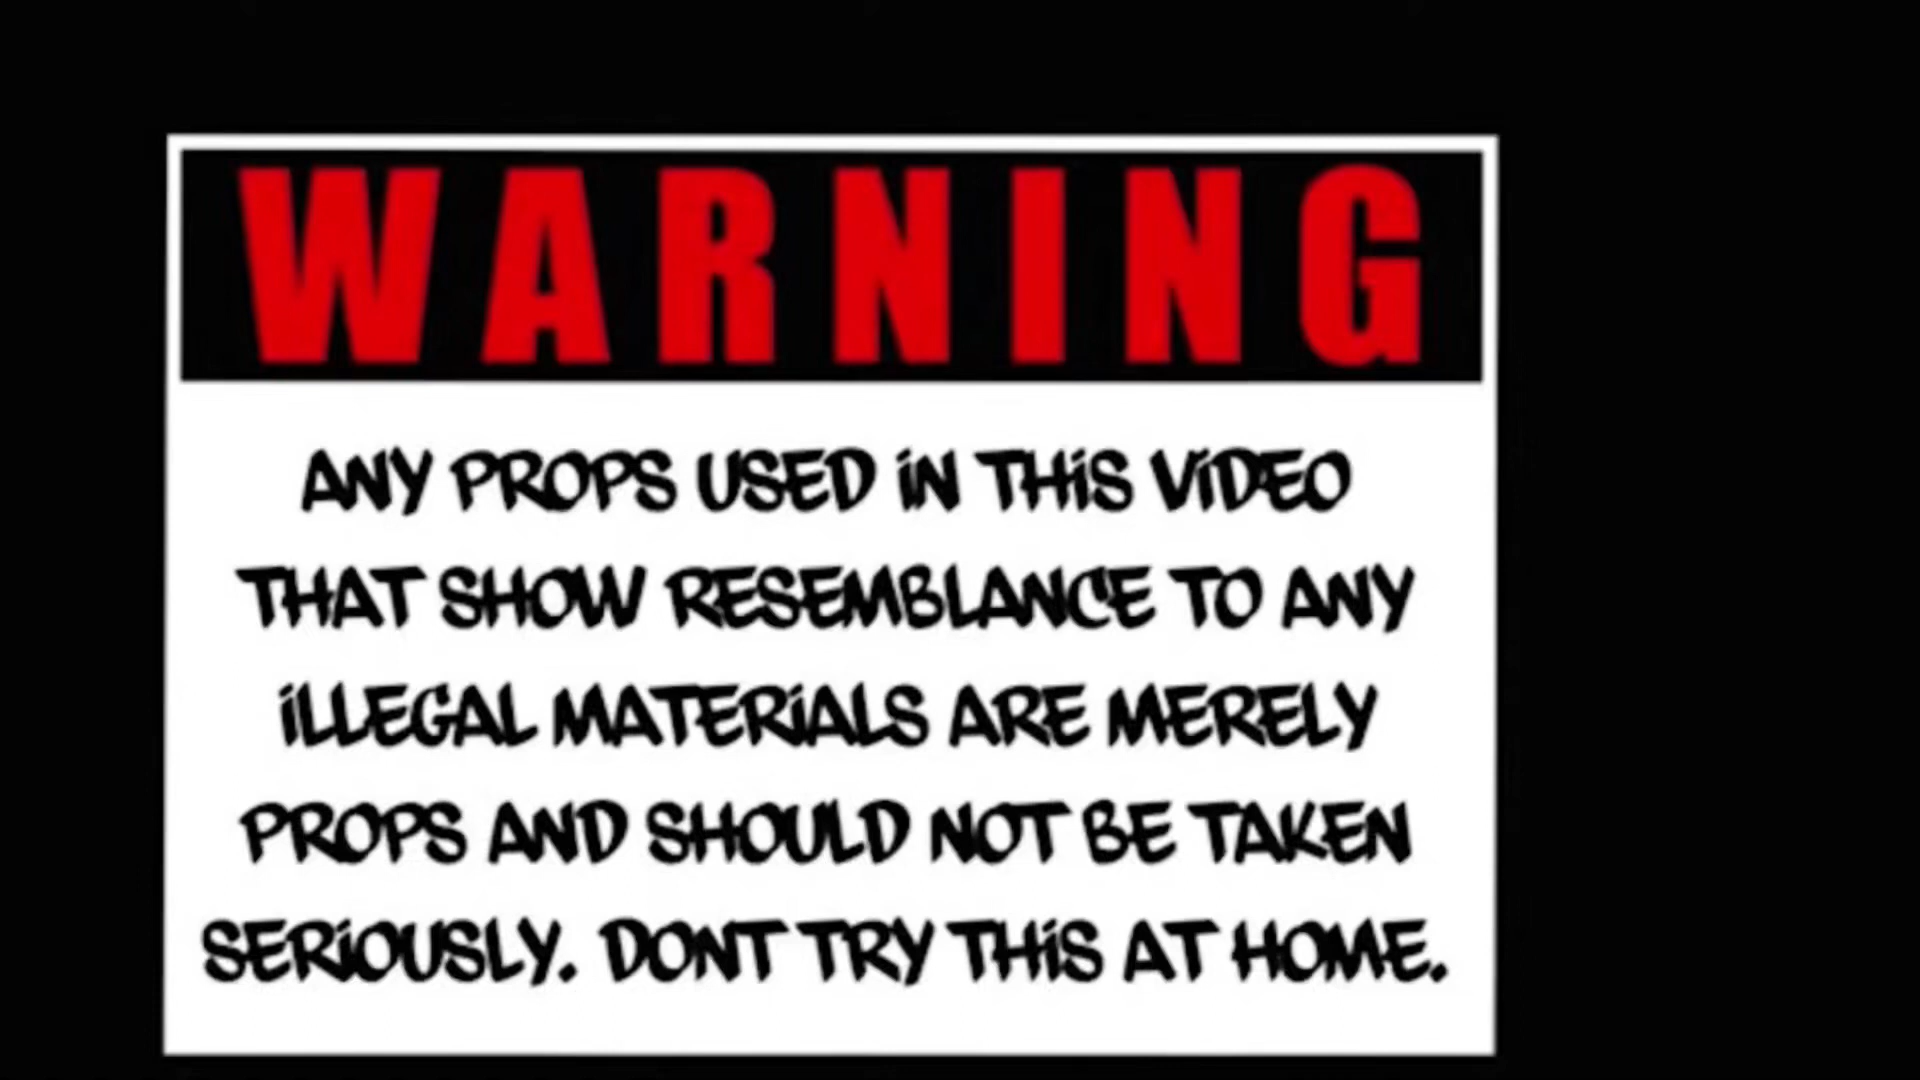 WARNING
ANY PROPS USED iN THiS ViDEO
THAT SHOW RESEMBLANCE TO ANY
iLLEGAL MATERiALS ARE MERELY
PROPS AND SHOULD NOT BE TAKEN
SERiOUSLY. DONT TRY THiS AT HOME.